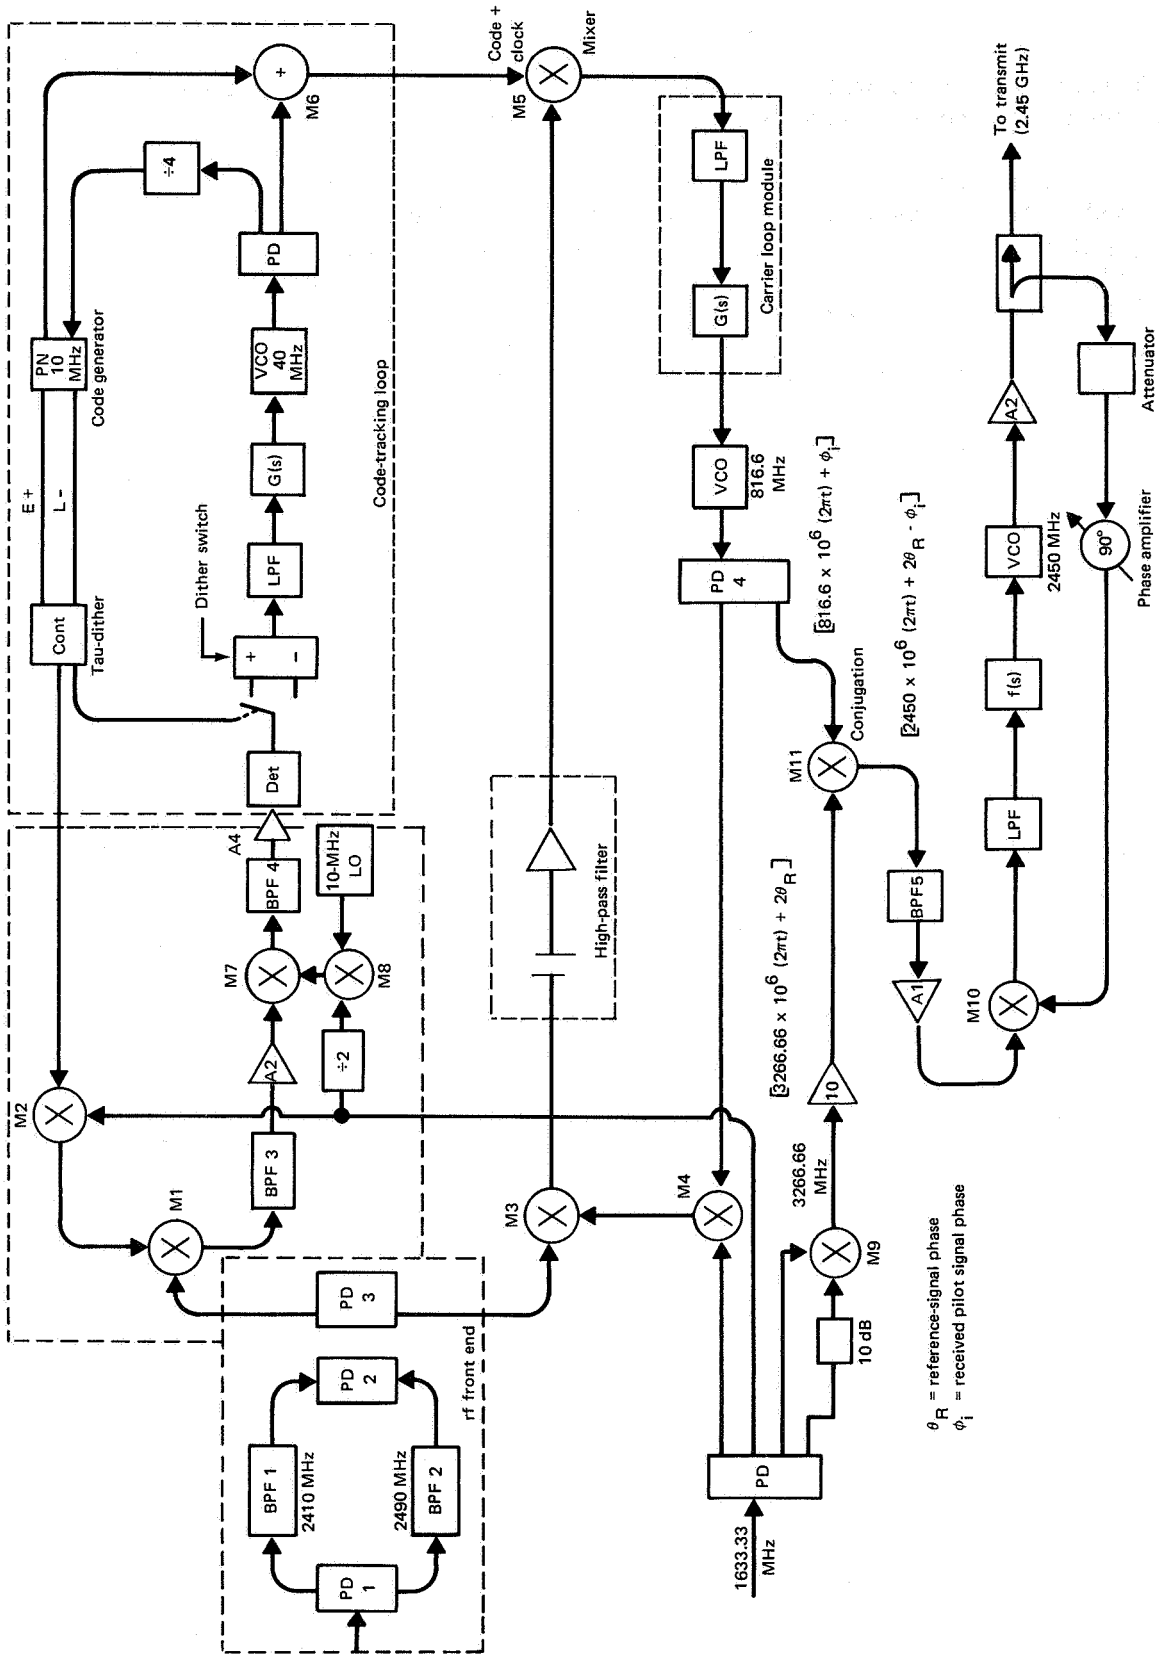 E +
L −
Cont
Tau-dither
PN
10
MHz
Code generator
÷4
M6
+
Dither switch
+
−
LPF
G(s)
VCO
40
MHz
PD
Det
Code-tracking loop
M2
M1
BPF 3
A2
M7
BPF 4
A4
÷2
M8
10-MHz
LO
PD
1
BPF 1
2410 MHz
2490 MHz
BPF 2
PD
2
PD
3
rf front end
M3
High-pass filter
M5
Code +
clock
Mixer
LPF
G(s)
Carrier loop module
VCO
816.6
MHz
PD
4
M4
[816.6 x 10⁶ (2πt) + ϕi]
1633.33
MHz
PD
10 dB
M9
3266.66
MHz
10
[3266.66 x 10⁶ (2πt) + 2θR]
M11
Conjugation
[2450 x 10⁶ (2πt) + 2θR - ϕi]
BPF5
A1
M10
LPF
f(s)
VCO
2450 MHz
A2
To transmit
(2.45 GHz)
Attenuator
90°
Phase amplifier
θR = reference-signal phase
ϕi = received pilot signal phase